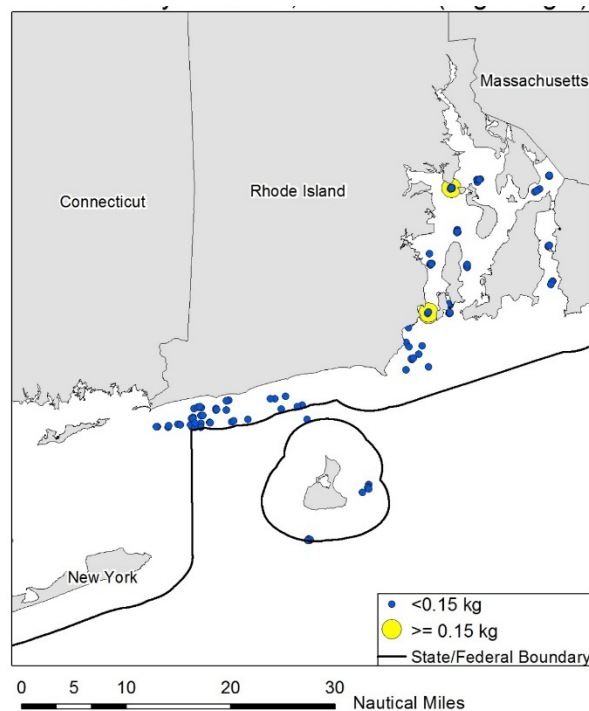 Massachusetts
Rhode Island
Connecticut
New York
<0.15 kg
>= 0.15 kg
State/Federal Boundary
0 5 10 20 30
Nautical Miles